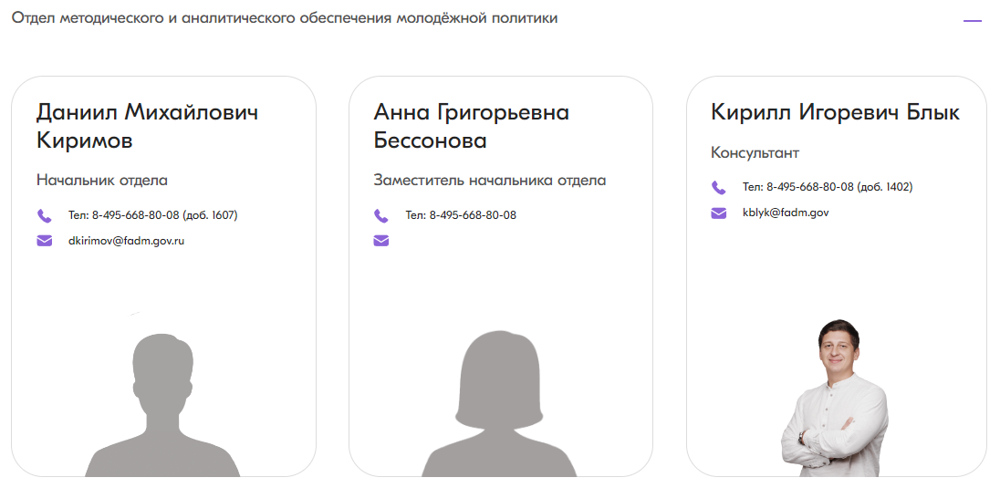 Отдел методического и аналитического обеспечения молодёжной политики
Даниил Михайлович
Киримов
Начальник отдела
Тел: 8-495-668-80-08 (доб. 1607)
dkirimov@fadm.gov.ru
Анна Григорьевна
Бессонова
Заместитель начальника отдела
Тел: 8-495-668-80-08
Кирилл Игоревич Блык
Консультант
Тел: 8-495-668-80-08 (доб. 1402)
kblyk@fadm.gov